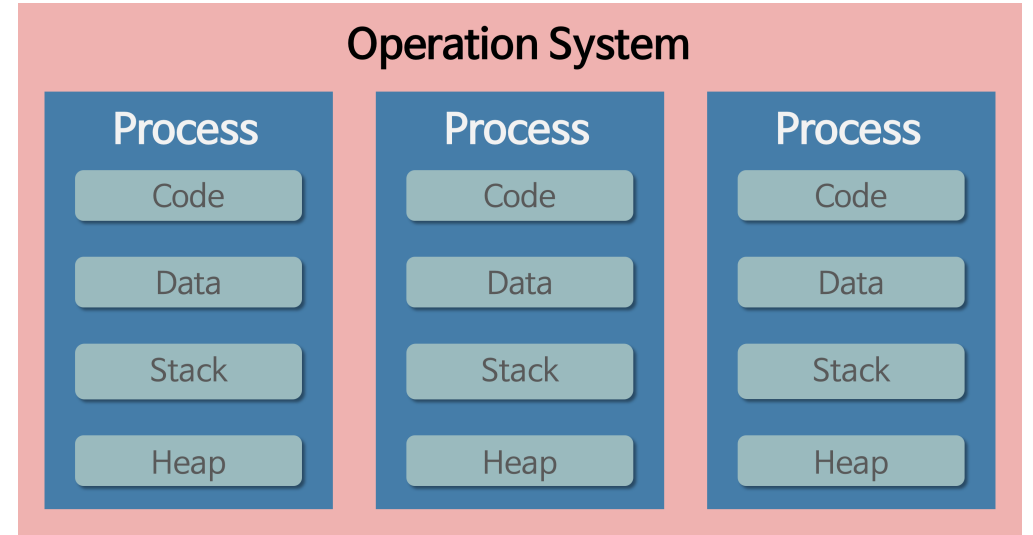 Operation System
Process
Code
Data
Stack
Heap
Process
Code
Data
Stack
Heap
Process
Code
Data
Stack
Heap